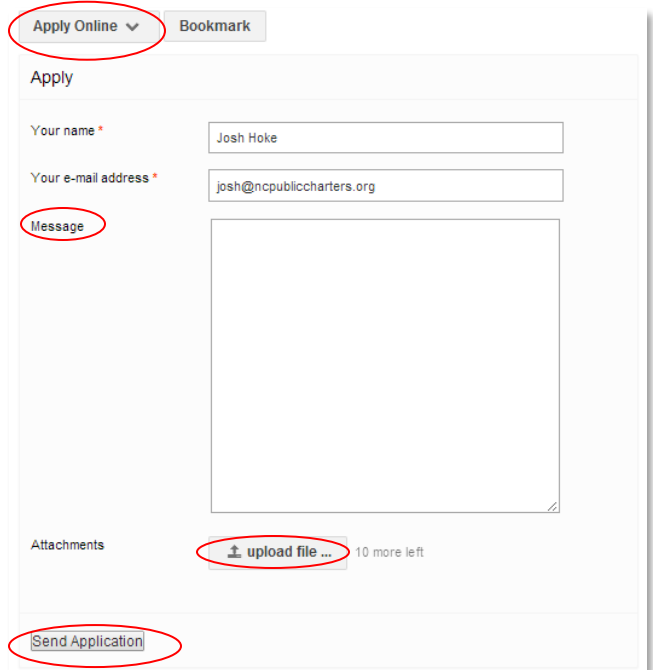 Apply Online Bookmark
Apply
Your name * Josh Hoke
Your e-mail address * josh@ncpubliccharters.org
Message
Attachments upload file ... 10 more left
Send Application